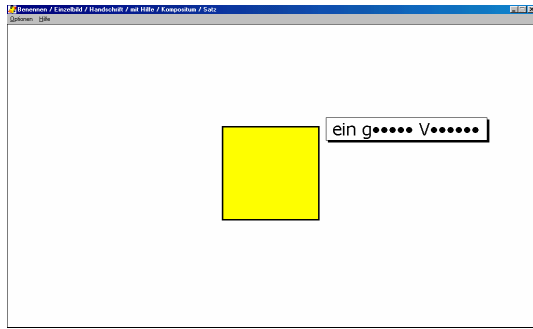 Benennen / Einzelbild / Handschrift / mit Hilfe / Kompositum / Satz
Optionen Hilfe
ein g●●●●● V●●●●●●